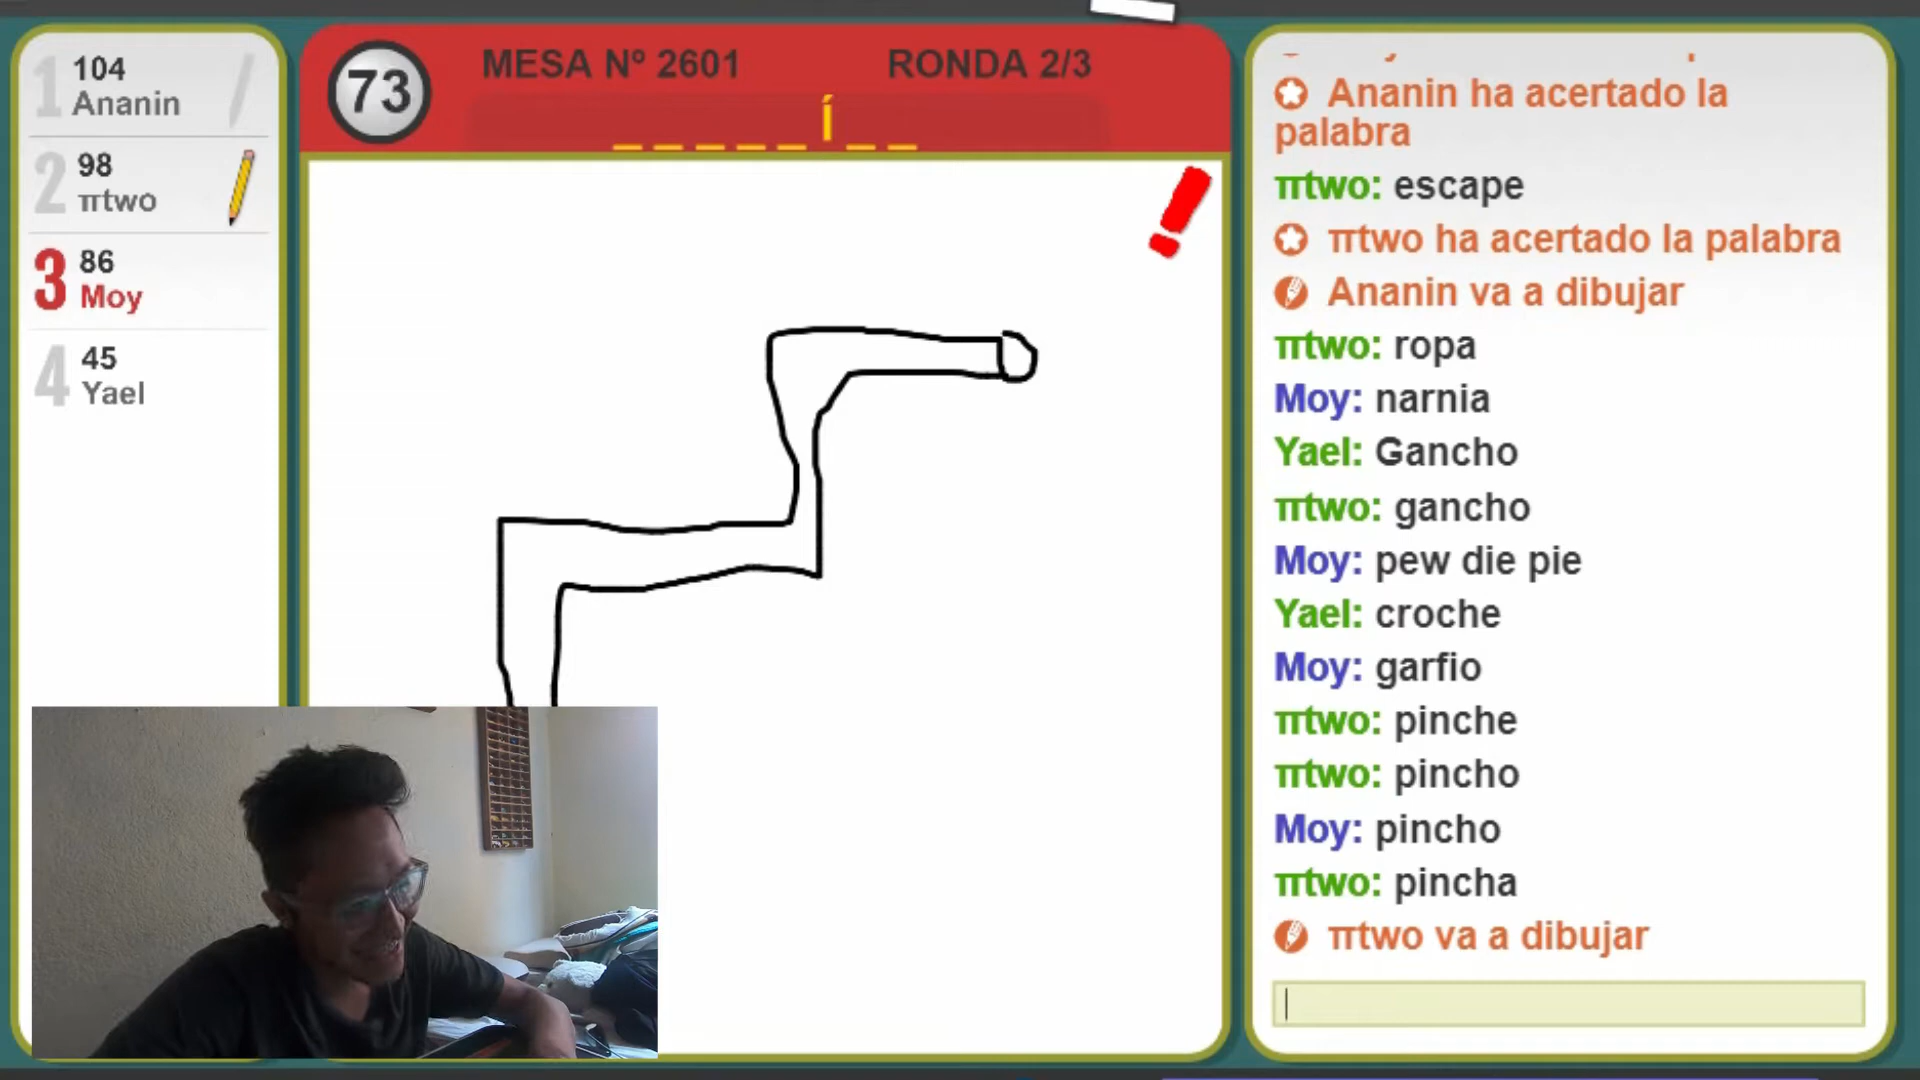 1 104
Ananin
2 98
πtwo
3 86
Moy
4 45
Yael
73
MESA Nº 2601
RONDA 2/3
_ _ _ _ _ í _ _
Ananin ha acertado la
palabra
πtwo: escape
πtwo ha acertado la palabra
Ananin va a dibujar
πtwo: ropa
Moy: narnia
Yael: Gancho
πtwo: gancho
Moy: pew die pie
Yael: croche
Moy: garfio
πtwo: pinche
πtwo: pincho
Moy: pincho
πtwo: pincha
πtwo va a dibujar